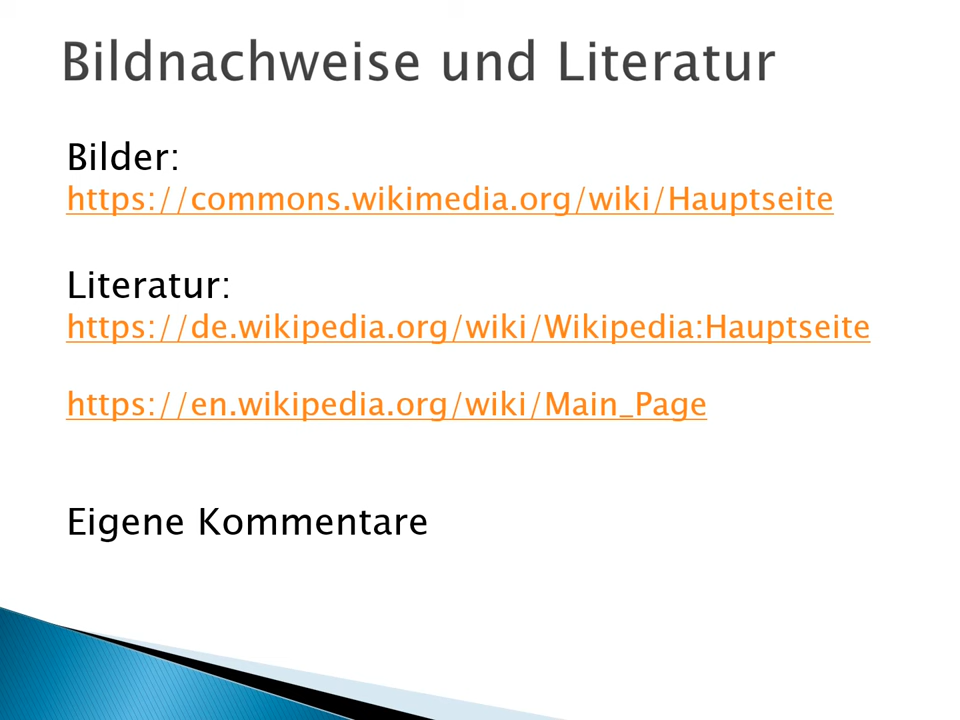 Bildnachweise und Literatur
Bilder:
https://commons.wikimedia.org/wiki/Hauptseite
Literatur:
https://de.wikipedia.org/wiki/Wikipedia:Hauptseite
https://en.wikipedia.org/wiki/Main_Page
Eigene Kommentare